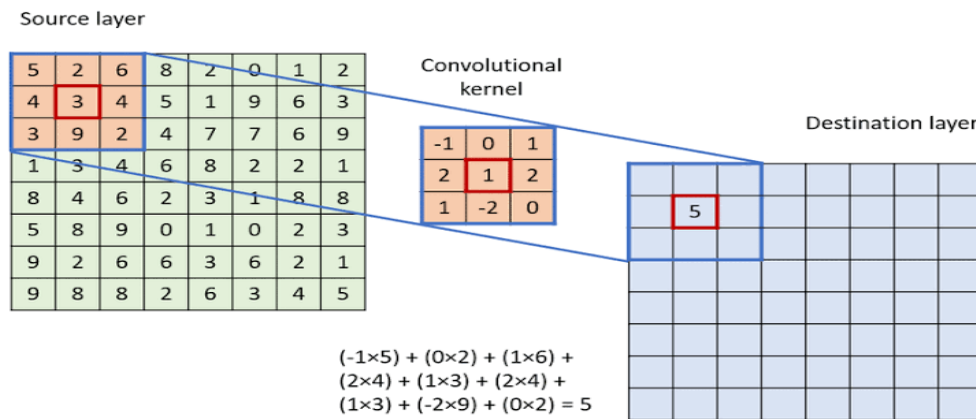 Source layer
5 2 6 8 2 0 1 2
4 3 4 5 1 9 6 3
3 9 2 4 7 7 6 9
1 3 4 6 8 2 2 1
8 4 6 2 3 1 8 8
5 8 9 0 1 0 2 3
9 2 6 6 3 6 2 1
9 8 8 2 6 3 4 5
Convolutional
kernel
-1 0 1
2 1 2
1 -2 0
Destination layer
5
(-1×5) + (0×2) + (1×6) +
(2×4) + (1×3) + (2×4) +
(1×3) + (-2×9) + (0×2) = 5